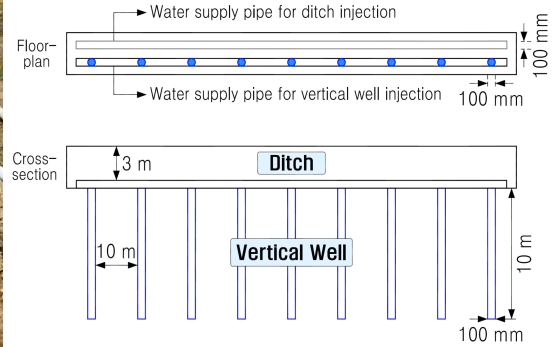 Water supply pipe for ditch injection
Floor-
plan
100 mm
Water supply pipe for vertical well injection
100 mm
Cross-
section
3 m
Ditch
10 m
Vertical Well
10 m
100 mm